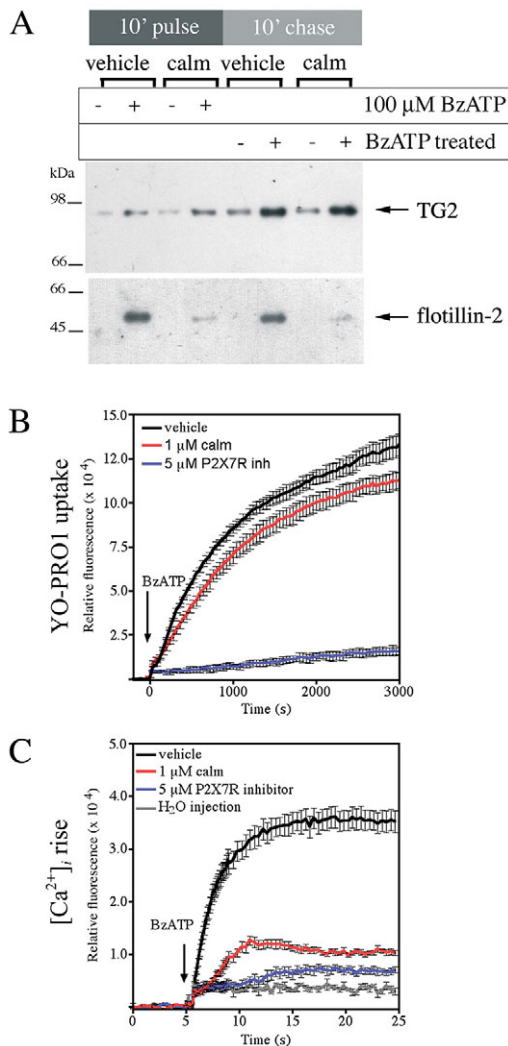 A
10' pulse 10' chase
vehicle calm vehicle calm
- + - + 100 μM BzATP
- + - + BzATP treated
kDa
98
TG2
66
66
flotillin-2
45
B
YO-PRO1 uptake
Relative fluorescence (x 10⁴)
15.0
12.5
10.0
7.5
5.0
2.5
vehicle
1 μM calm
5 μM P2X7R inh
BzATP
0 1000 2000 3000
Time (s)
C
[Ca²⁺]ᵢ rise
Relative fluorescence (x 10⁴)
5.0
4.0
3.0
2.0
1.0
vehicle
1 μM calm
5 μM P2X7R inhibitor
H₂O injection
BzATP
0 5 10 15 20 25
Time (s)